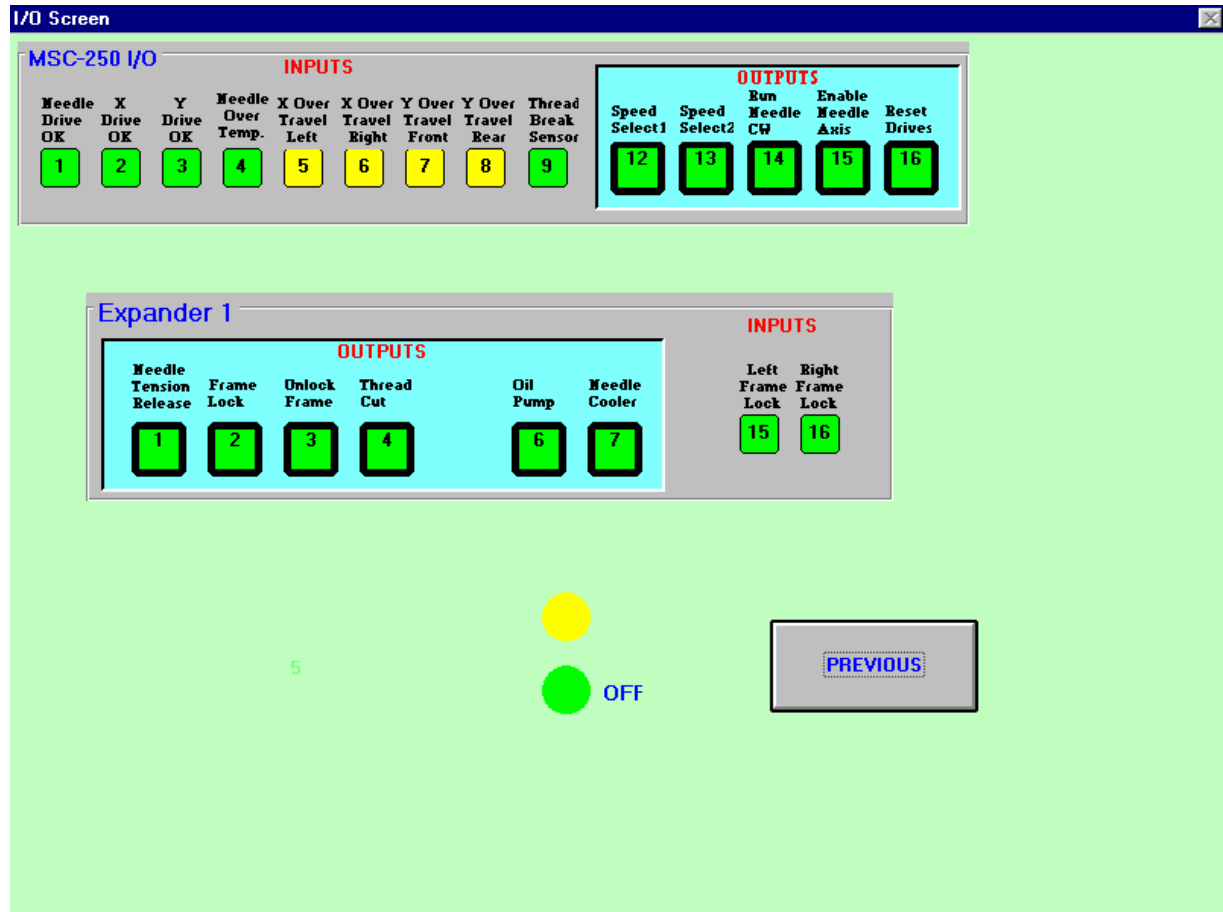 I/O Screen
MSC-250 I/O
INPUTS
Needle Drive OK
X Drive OK
Y Drive OK
Needle Over Temp.
X Over Travel Left
X Over Travel Right
Y Over Travel Front
Y Over Travel Rear
Thread Break Sensor
1 2 3 4 5 6 7 8 9
OUTPUTS
Speed Select1
Speed Select2
Run Needle CW
Enable Needle Axis
Reset Drives
12 13 14 15 16
Expander 1
OUTPUTS
Needle Tension Release
Frame Lock
Unlock Frame
Thread Cut
Oil Pump
Needle Cooler
1 2 3 4 6 7
INPUTS
Left Frame Lock
Right Frame Lock
15 16
5
OFF
PREVIOUS